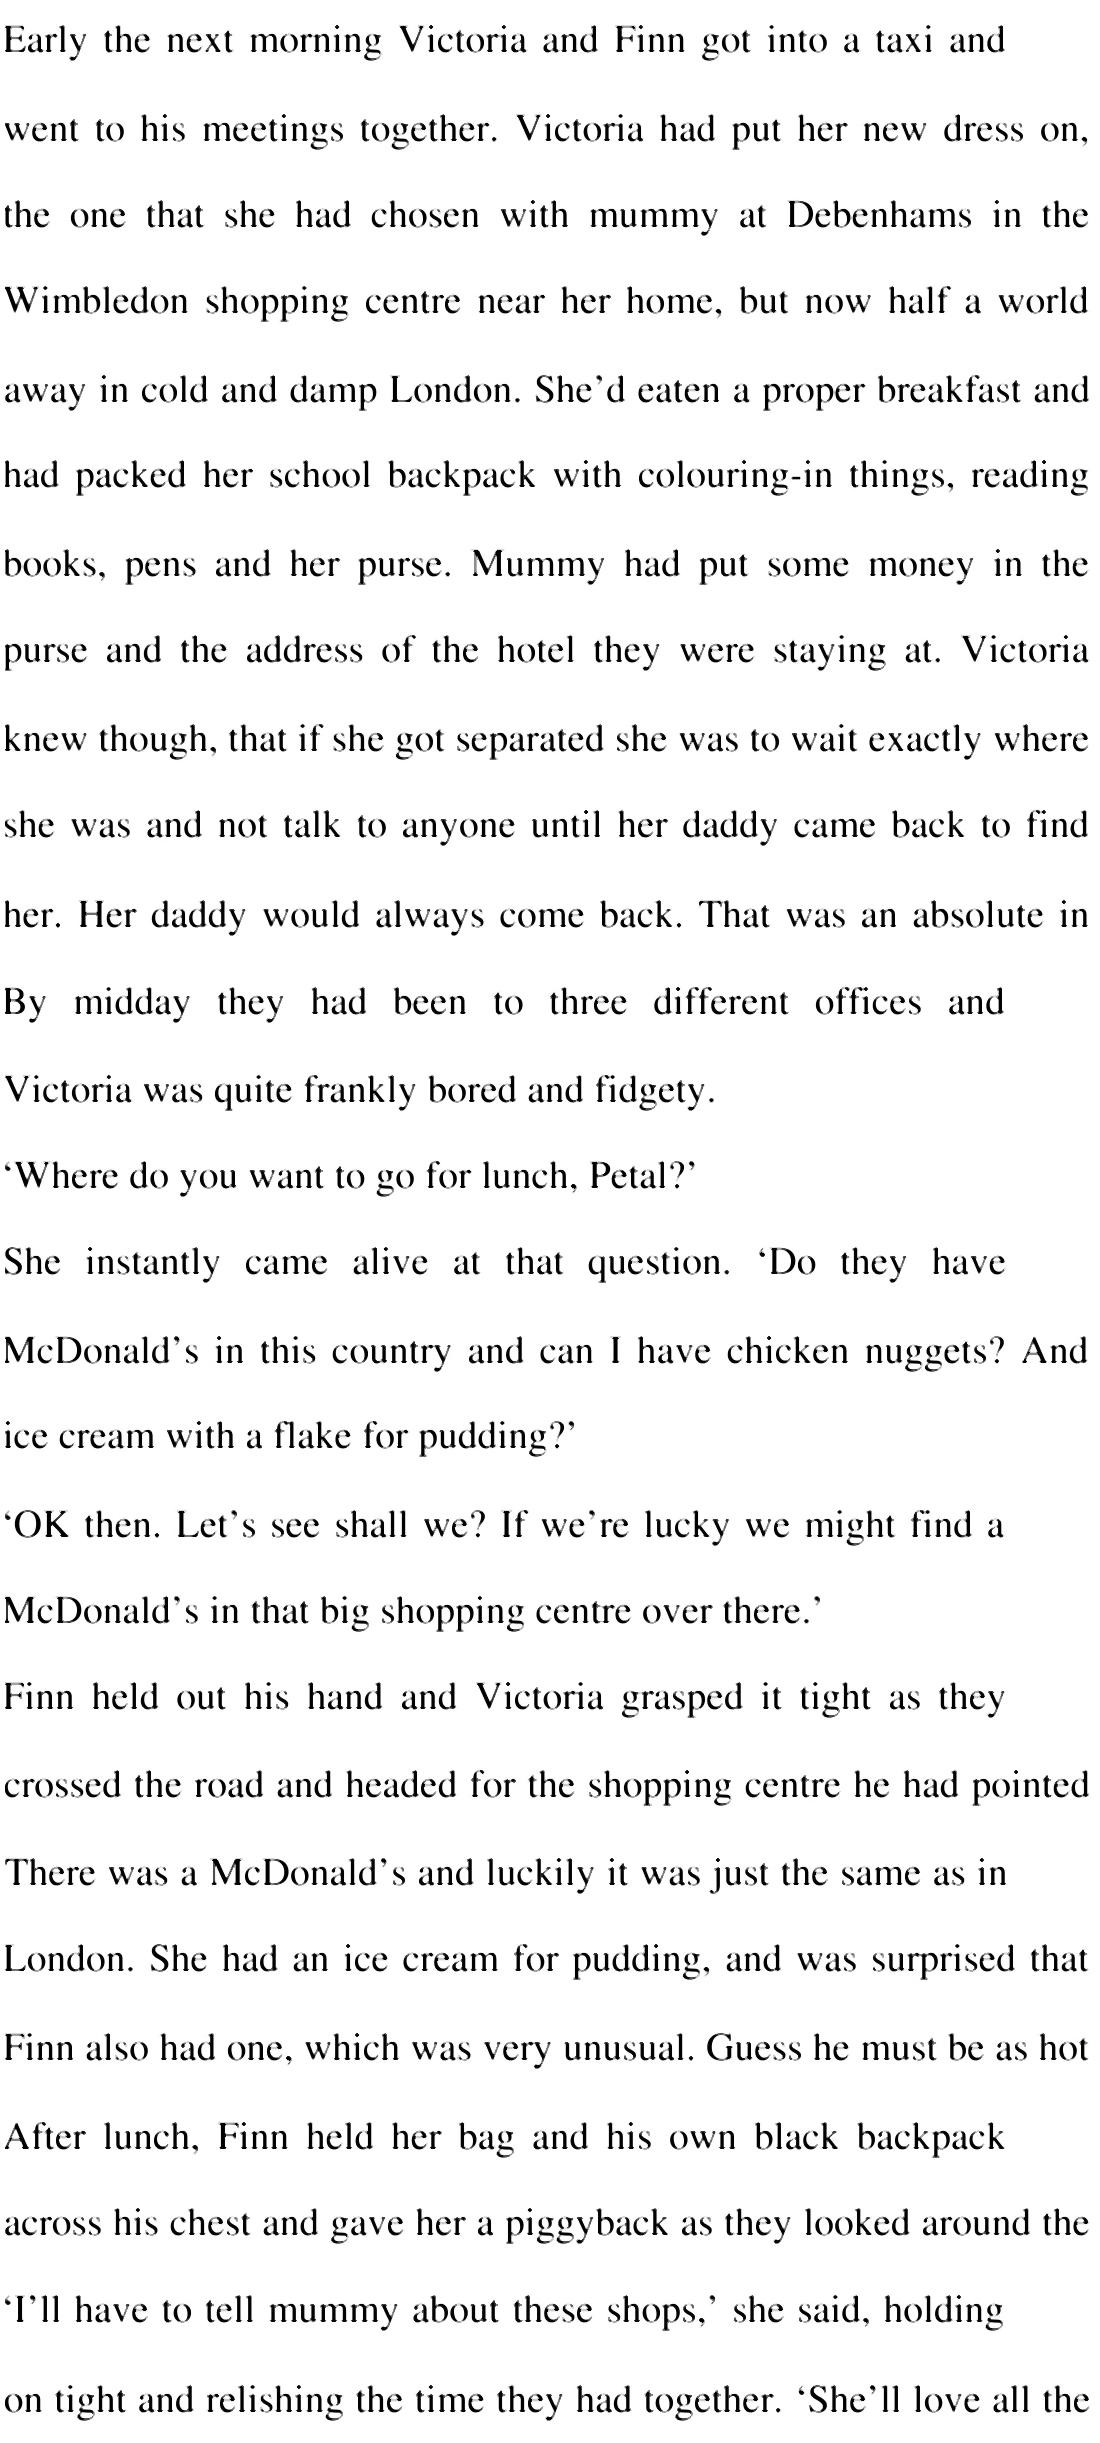 Early the next morning Victoria and Finn got into a taxi and
went to his meetings together. Victoria had put her new dress on,
the one that she had chosen with mummy at Debenhams in the
Wimbledon shopping centre near her home, but now half a world
away in cold and damp London. She’d eaten a proper breakfast and
had packed her school backpack with colouring-in things, reading
books, pens and her purse. Mummy had put some money in the
purse and the address of the hotel they were staying at. Victoria
knew though, that if she got separated she was to wait exactly where
she was and not talk to anyone until her daddy came back to find
her. Her daddy would always come back. That was an absolute in
By midday they had been to three different offices and
Victoria was quite frankly bored and fidgety.
‘Where do you want to go for lunch, Petal?’
She instantly came alive at that question. ‘Do they have
McDonald’s in this country and can I have chicken nuggets? And
ice cream with a flake for pudding?’
‘OK then. Let’s see shall we? If we’re lucky we might find a
McDonald’s in that big shopping centre over there.’
Finn held out his hand and Victoria grasped it tight as they
crossed the road and headed for the shopping centre he had pointed
There was a McDonald’s and luckily it was just the same as in
London. She had an ice cream for pudding, and was surprised that
Finn also had one, which was very unusual. Guess he must be as hot
After lunch, Finn held her bag and his own black backpack
across his chest and gave her a piggyback as they looked around the
‘I’ll have to tell mummy about these shops,’ she said, holding
on tight and relishing the time they had together. ‘She’ll love all the